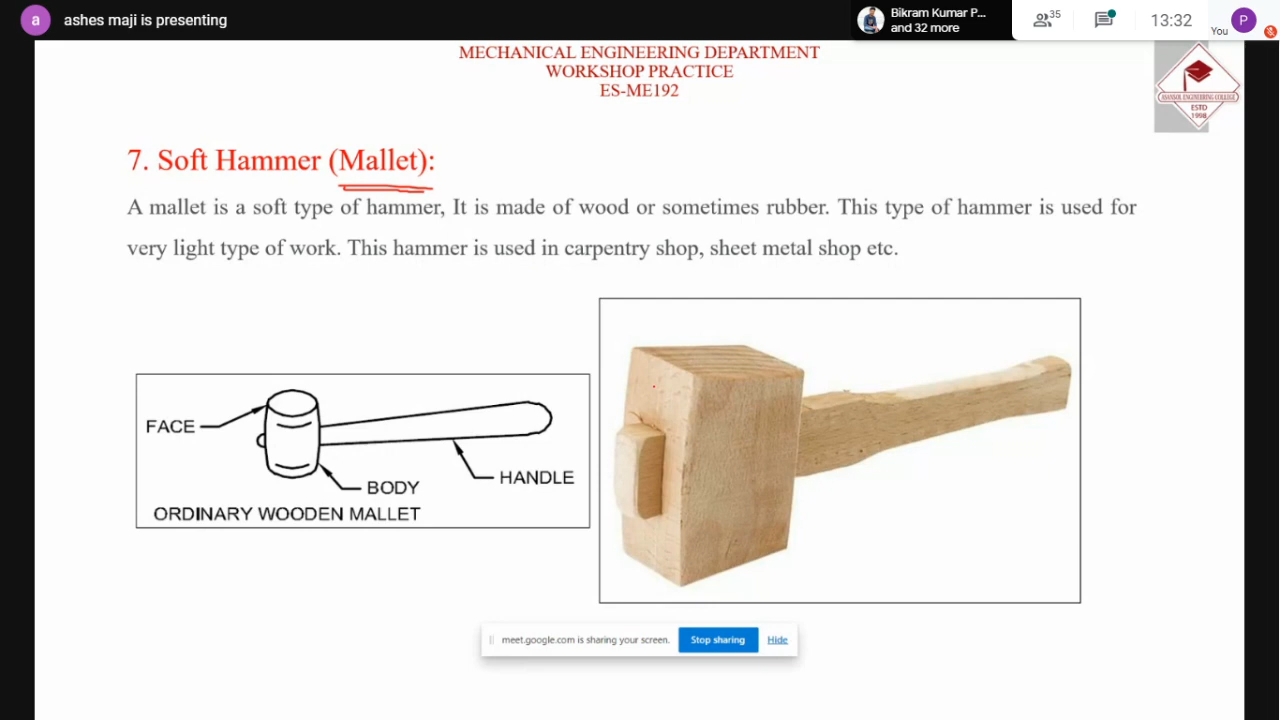 a ashes maji is presenting
Bikram Kumar P...
and 32 more
35
13:32
You
P
MECHANICAL ENGINEERING DEPARTMENT
WORKSHOP PRACTICE
ES-ME192
ASANSOL ENGINEERING COLLEGE
ESTD
1998
7. Soft Hammer (Mallet):
A mallet is a soft type of hammer, It is made of wood or sometimes rubber. This type of hammer is used for
very light type of work. This hammer is used in carpentry shop, sheet metal shop etc.
FACE
BODY
HANDLE
ORDINARY WOODEN MALLET
meet.google.com is sharing your screen. Stop sharing Hide